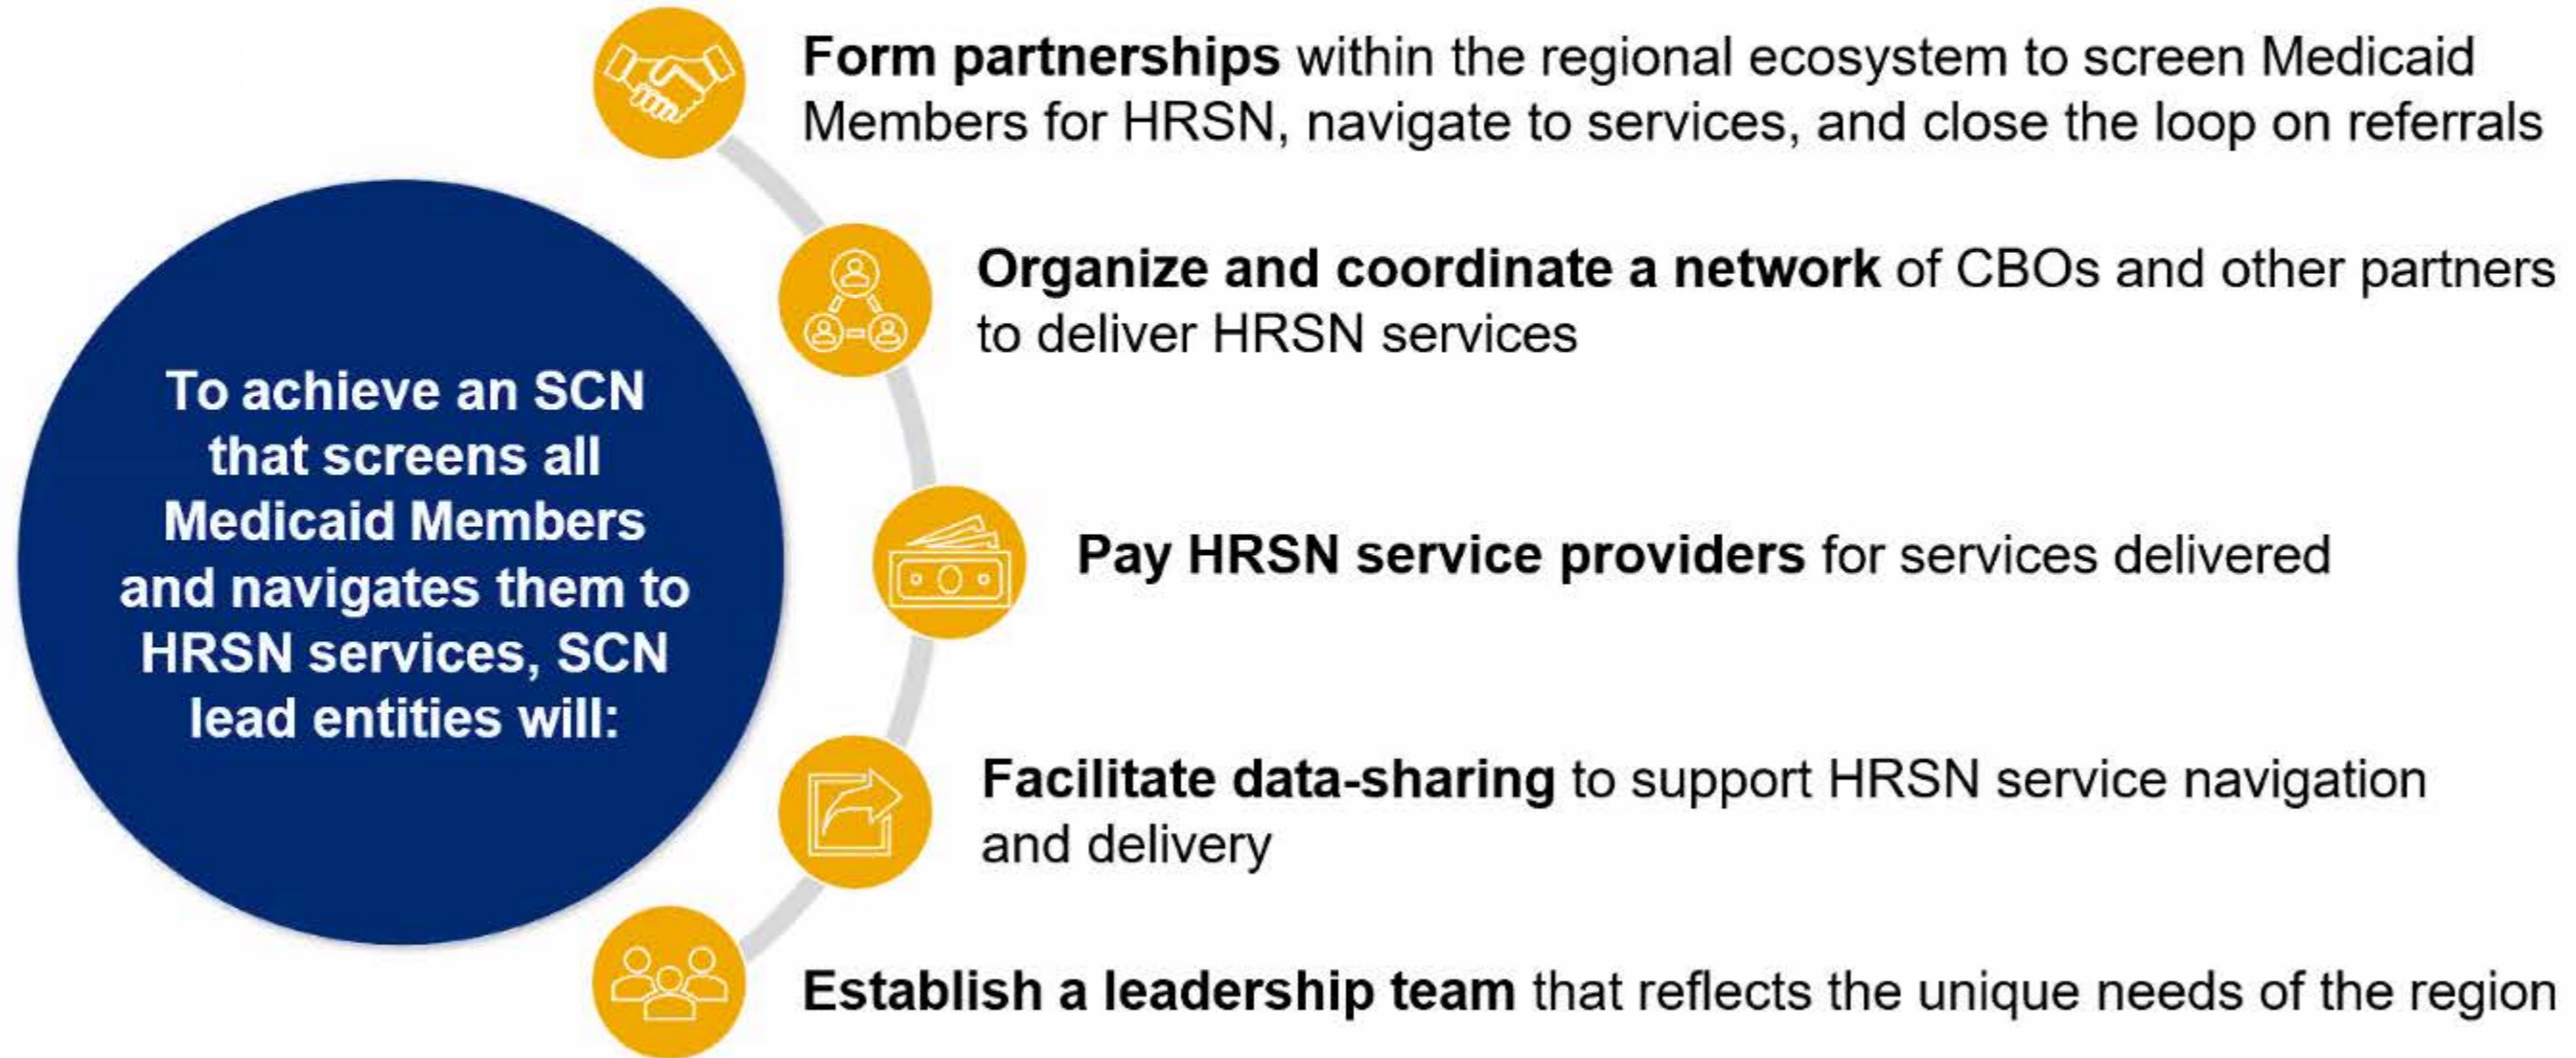 To achieve an SCN
that screens all
Medicaid Members
and navigates them to
HRSN services, SCN
lead entities will:
Form partnerships within the regional ecosystem to screen Medicaid
Members for HRSN, navigate to services, and close the loop on referrals
Organize and coordinate a network of CBOs and other partners
to deliver HRSN services
Pay HRSN service providers for services delivered
Facilitate data-sharing to support HRSN service navigation
and delivery
Establish a leadership team that reflects the unique needs of the region